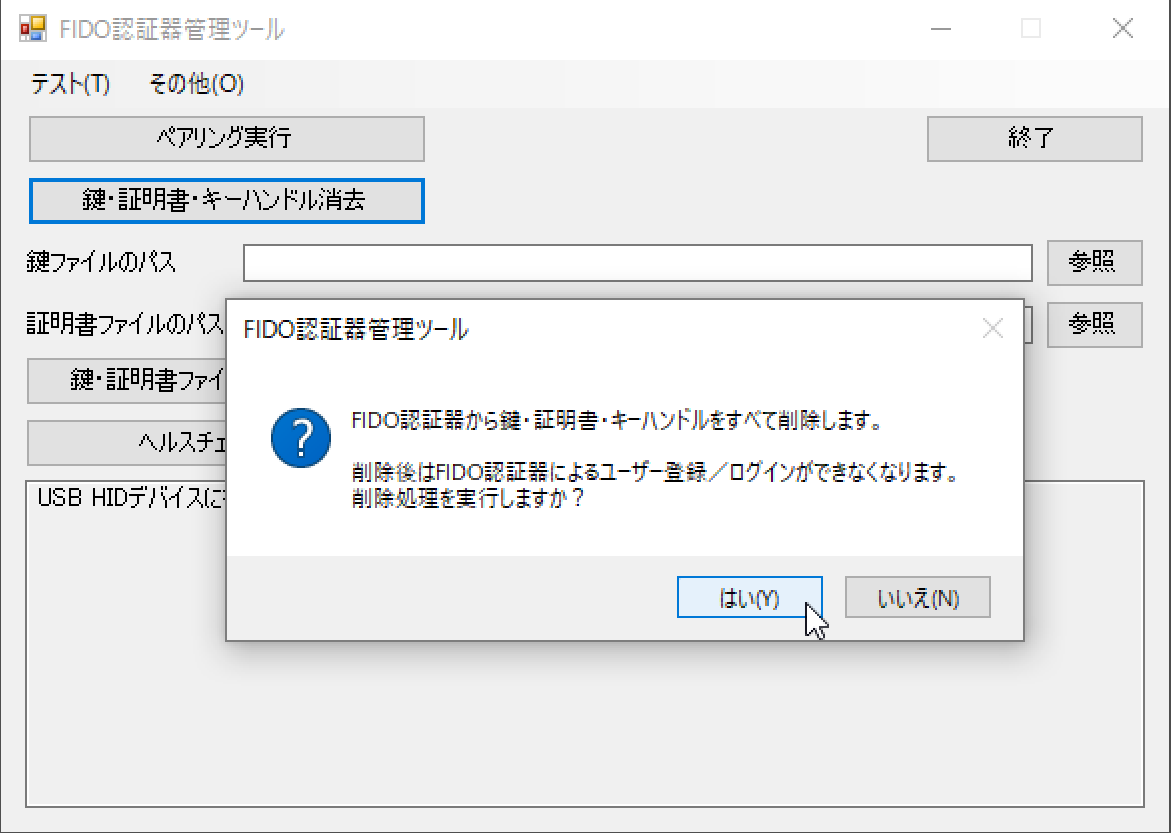 FIDO認証器管理ツール
テスト(T) その他(O)
ペアリング実行
終了
鍵・証明書・キーハンドル消去
鍵ファイルのパス
参照
証明書ファイルのパス
参照
鍵・証明書ファイ
ヘルスチェ
USB HIDデバイスに
FIDO認証器管理ツール
FIDO認証器から鍵・証明書・キーハンドルをすべて削除します。
削除後はFIDO認証器によるユーザー登録／ログインができなくなります。
削除処理を実行しますか？
はい(Y)
いいえ(N)